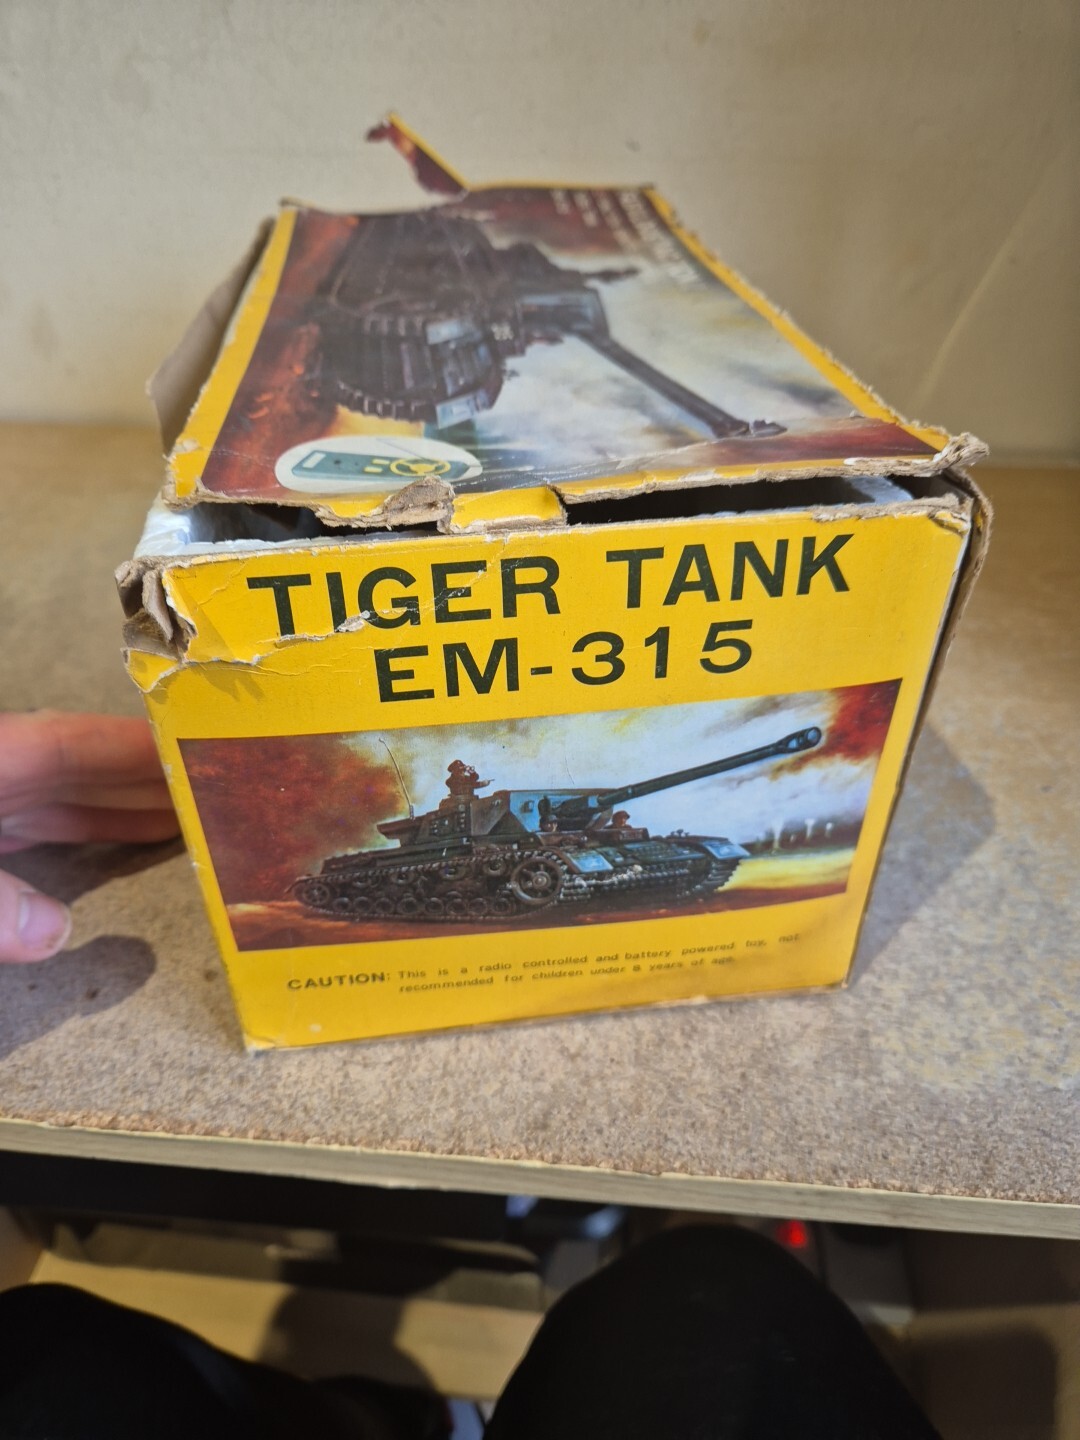 TIGER TANK
EM-315
CAUTION: This is a radio controlled and battery powered toy, not
recommended for children under 8 years of age.